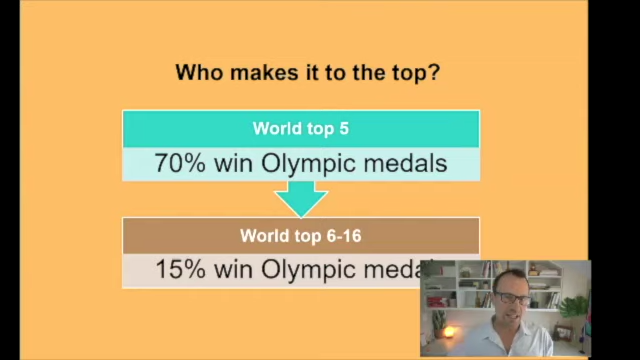 Who makes it to the top?
World top 5
70% win Olympic medals
World top 6-16
15% win Olympic